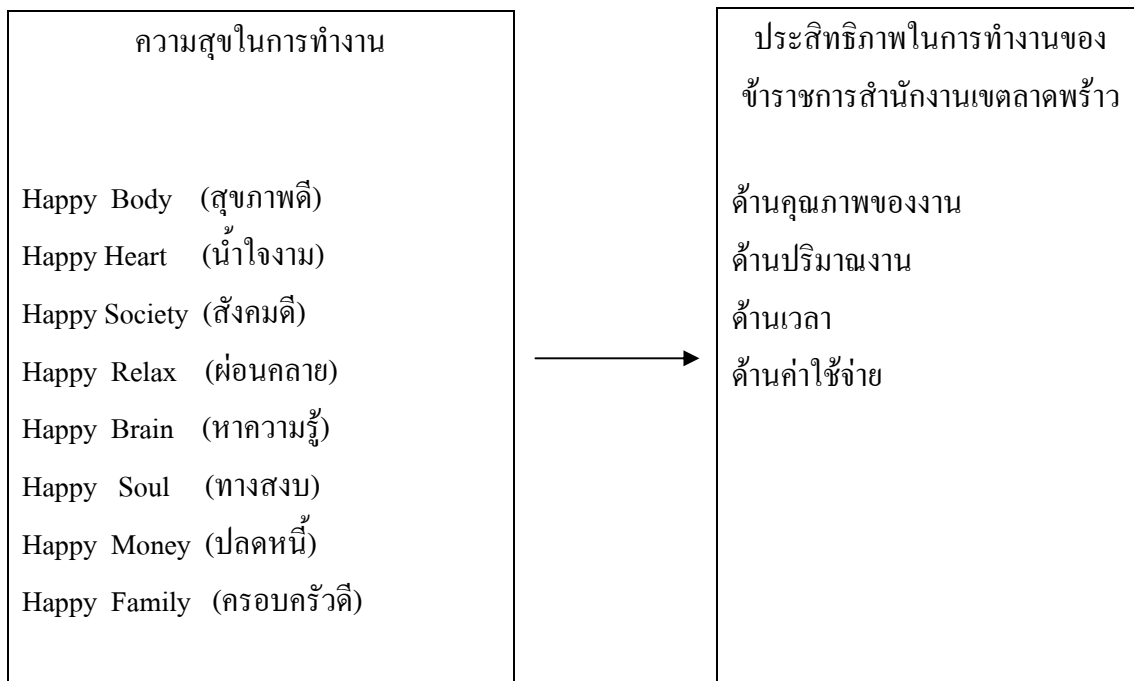 ความสุขในการทำงาน
Happy Body (สุขภาพดี)
Happy Heart (น้ำใจงาม)
Happy Society (สังคมดี)
Happy Relax (ผ่อนคลาย)
Happy Brain (หาความรู้)
Happy Soul (ทางสงบ)
Happy Money (ปลดหนี้)
Happy Family (ครอบครัวดี)
ประสิทธิภาพในการทำงานของ
ข้าราชการสำนักงานเขตลาดพร้าว
ด้านคุณภาพของงาน
ด้านปริมาณงาน
ด้านเวลา
ด้านค่าใช้จ่าย